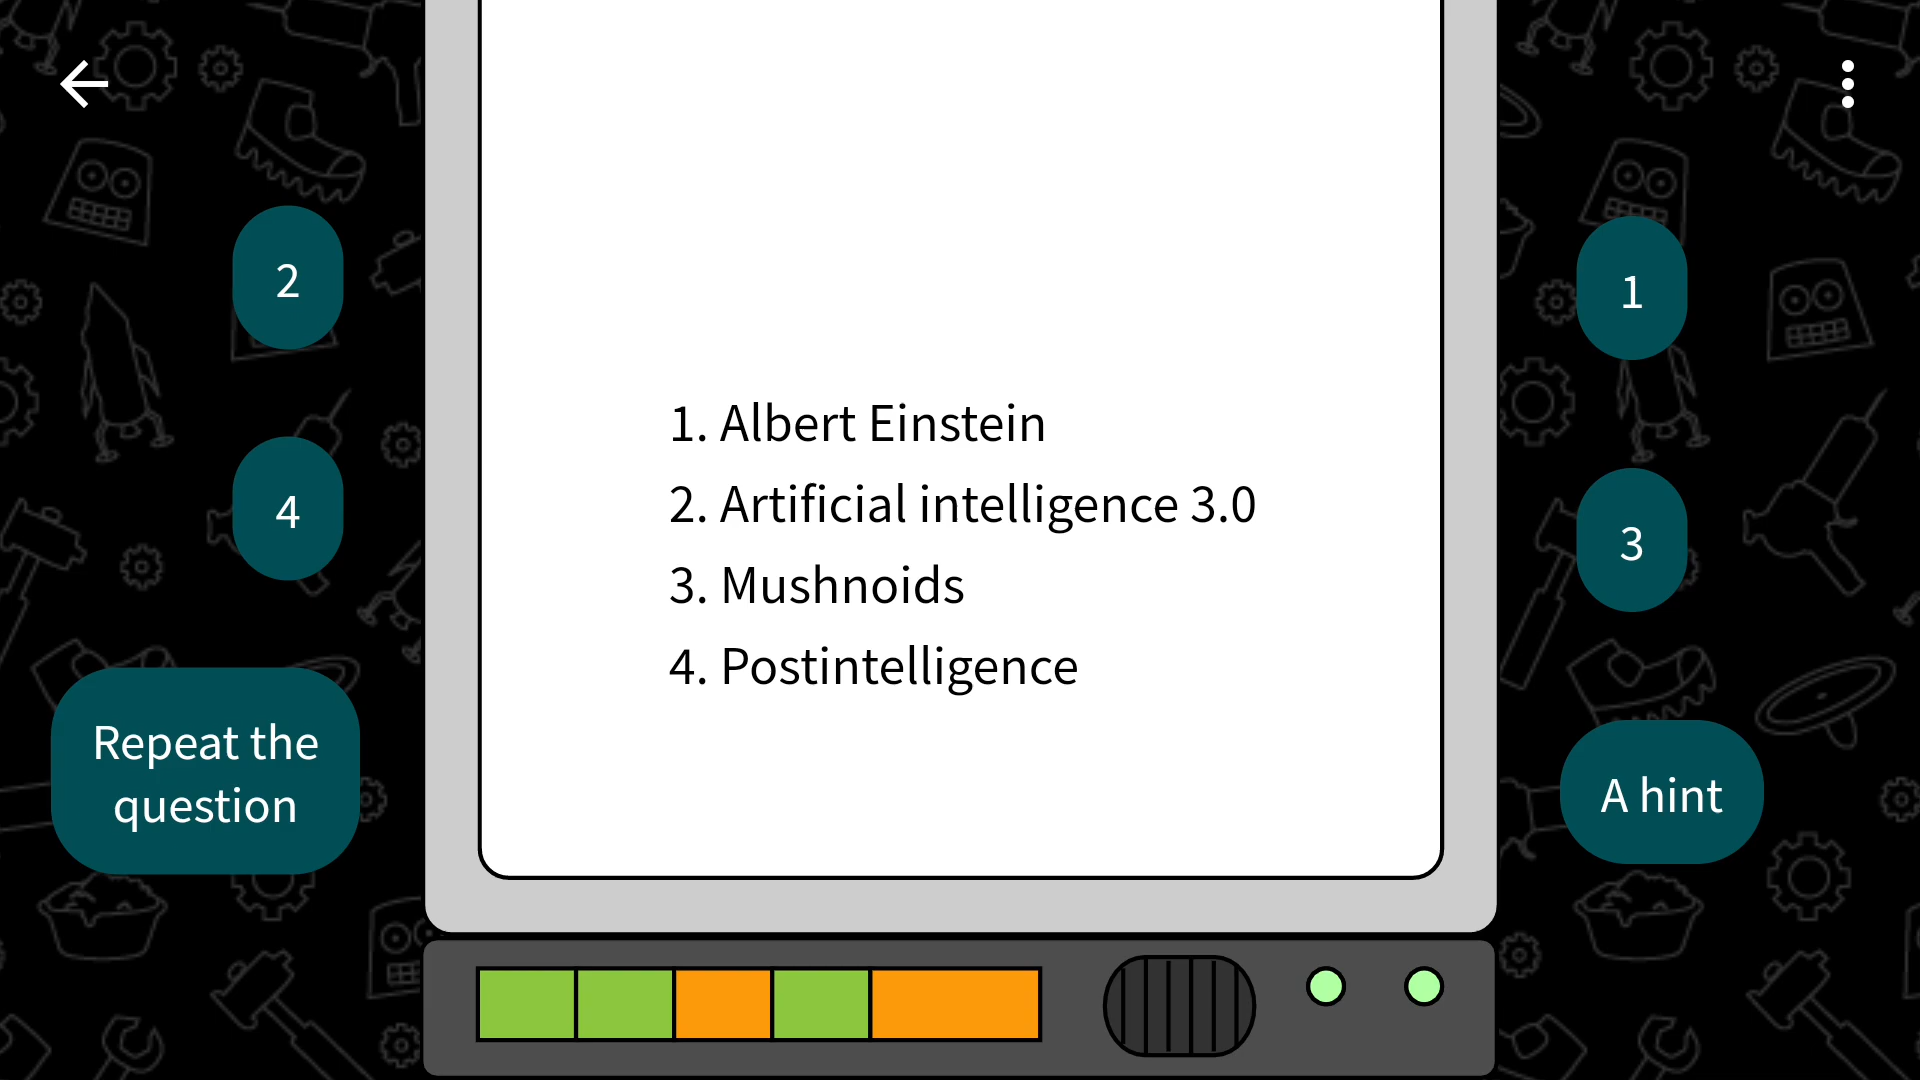 2
1
1. Albert Einstein
2. Artificial intelligence 3.0
3. Mushnoids
4. Postintelligence
4
3
Repeat the
question
A hint